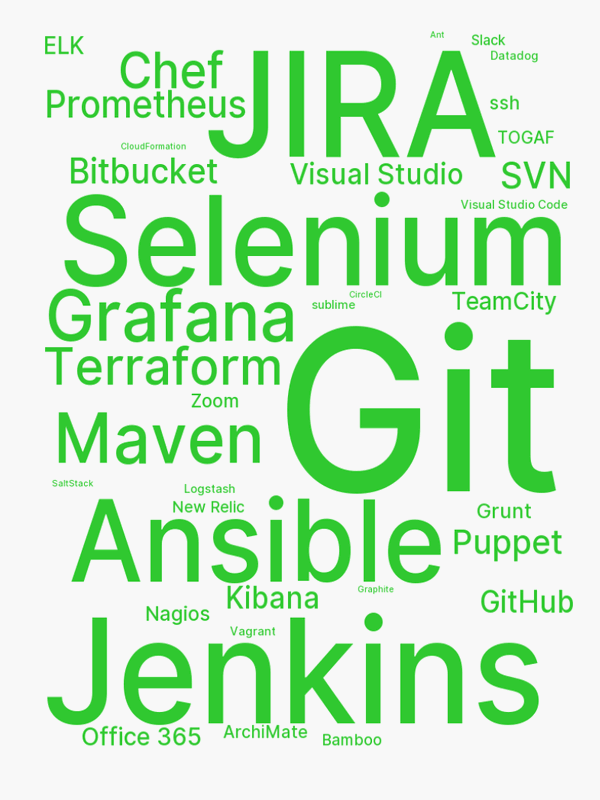 ELK
Ant
Slack
Chef
JIRA
Datadog
Prometheus
ssh
TOGAF
CloudFormation
Bitbucket
Visual Studio
SVN
Selenium
Visual Studio Code
Grafana
CircleCI
sublime
TeamCity
Terraform
Git
Zoom
Maven
SaltStack
Logstash
New Relic
Ansible
Grunt
Puppet
Kibana
Graphite
GitHub
Nagios
Vagrant
Jenkins
Office 365
ArchiMate
Bamboo